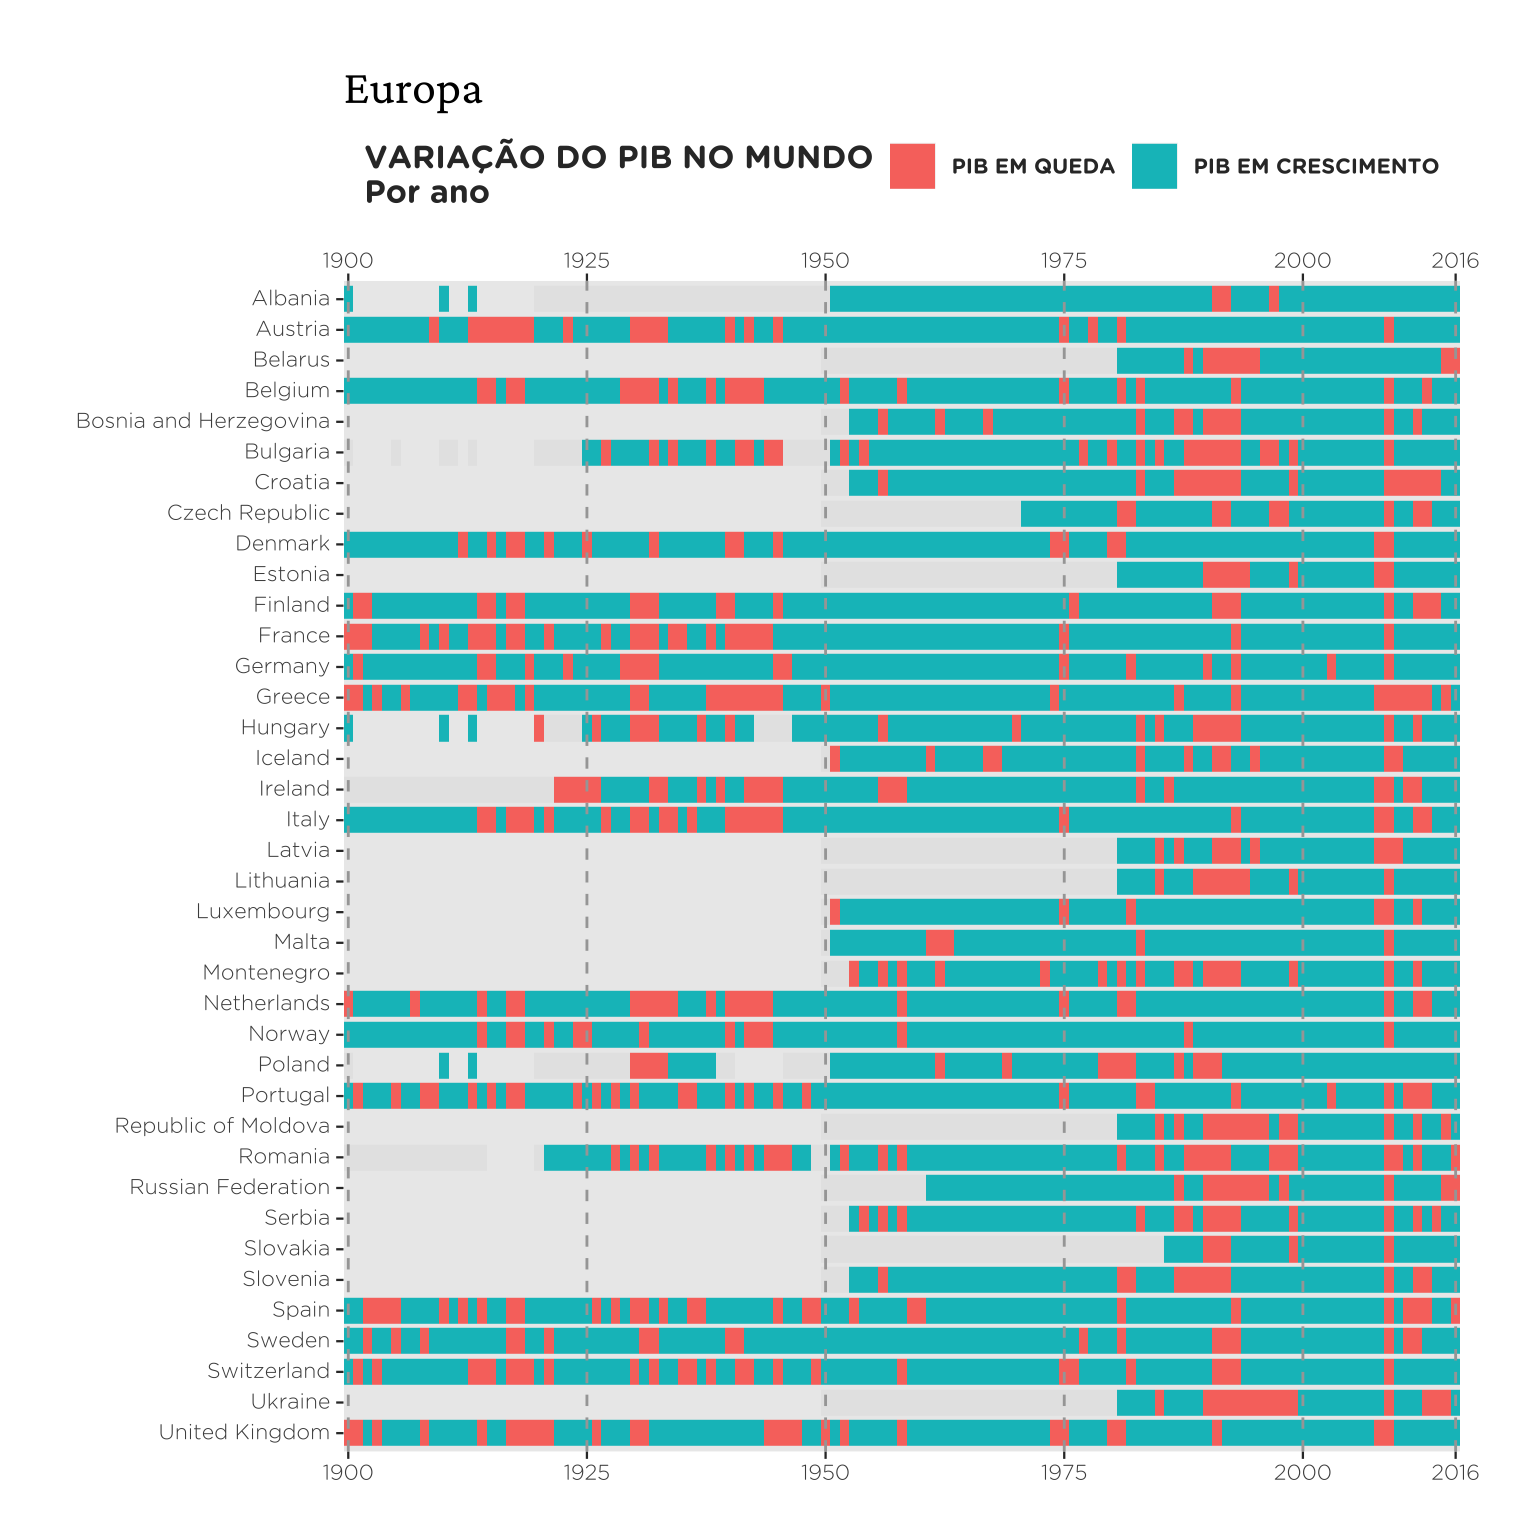 Europa
VARIAÇÃO DO PIB NO MUNDO
Por ano
PIB EM QUEDA
PIB EM CRESCIMENTO
1900 1925 1950 1975 2000 2016
Albania
Austria
Belarus
Belgium
Bosnia and Herzegovina
Bulgaria
Croatia
Czech Republic
Denmark
Estonia
Finland
France
Germany
Greece
Hungary
Iceland
Ireland
Italy
Latvia
Lithuania
Luxembourg
Malta
Montenegro
Netherlands
Norway
Poland
Portugal
Republic of Moldova
Romania
Russian Federation
Serbia
Slovakia
Slovenia
Spain
Sweden
Switzerland
Ukraine
United Kingdom
1900 1925 1950 1975 2000 2016